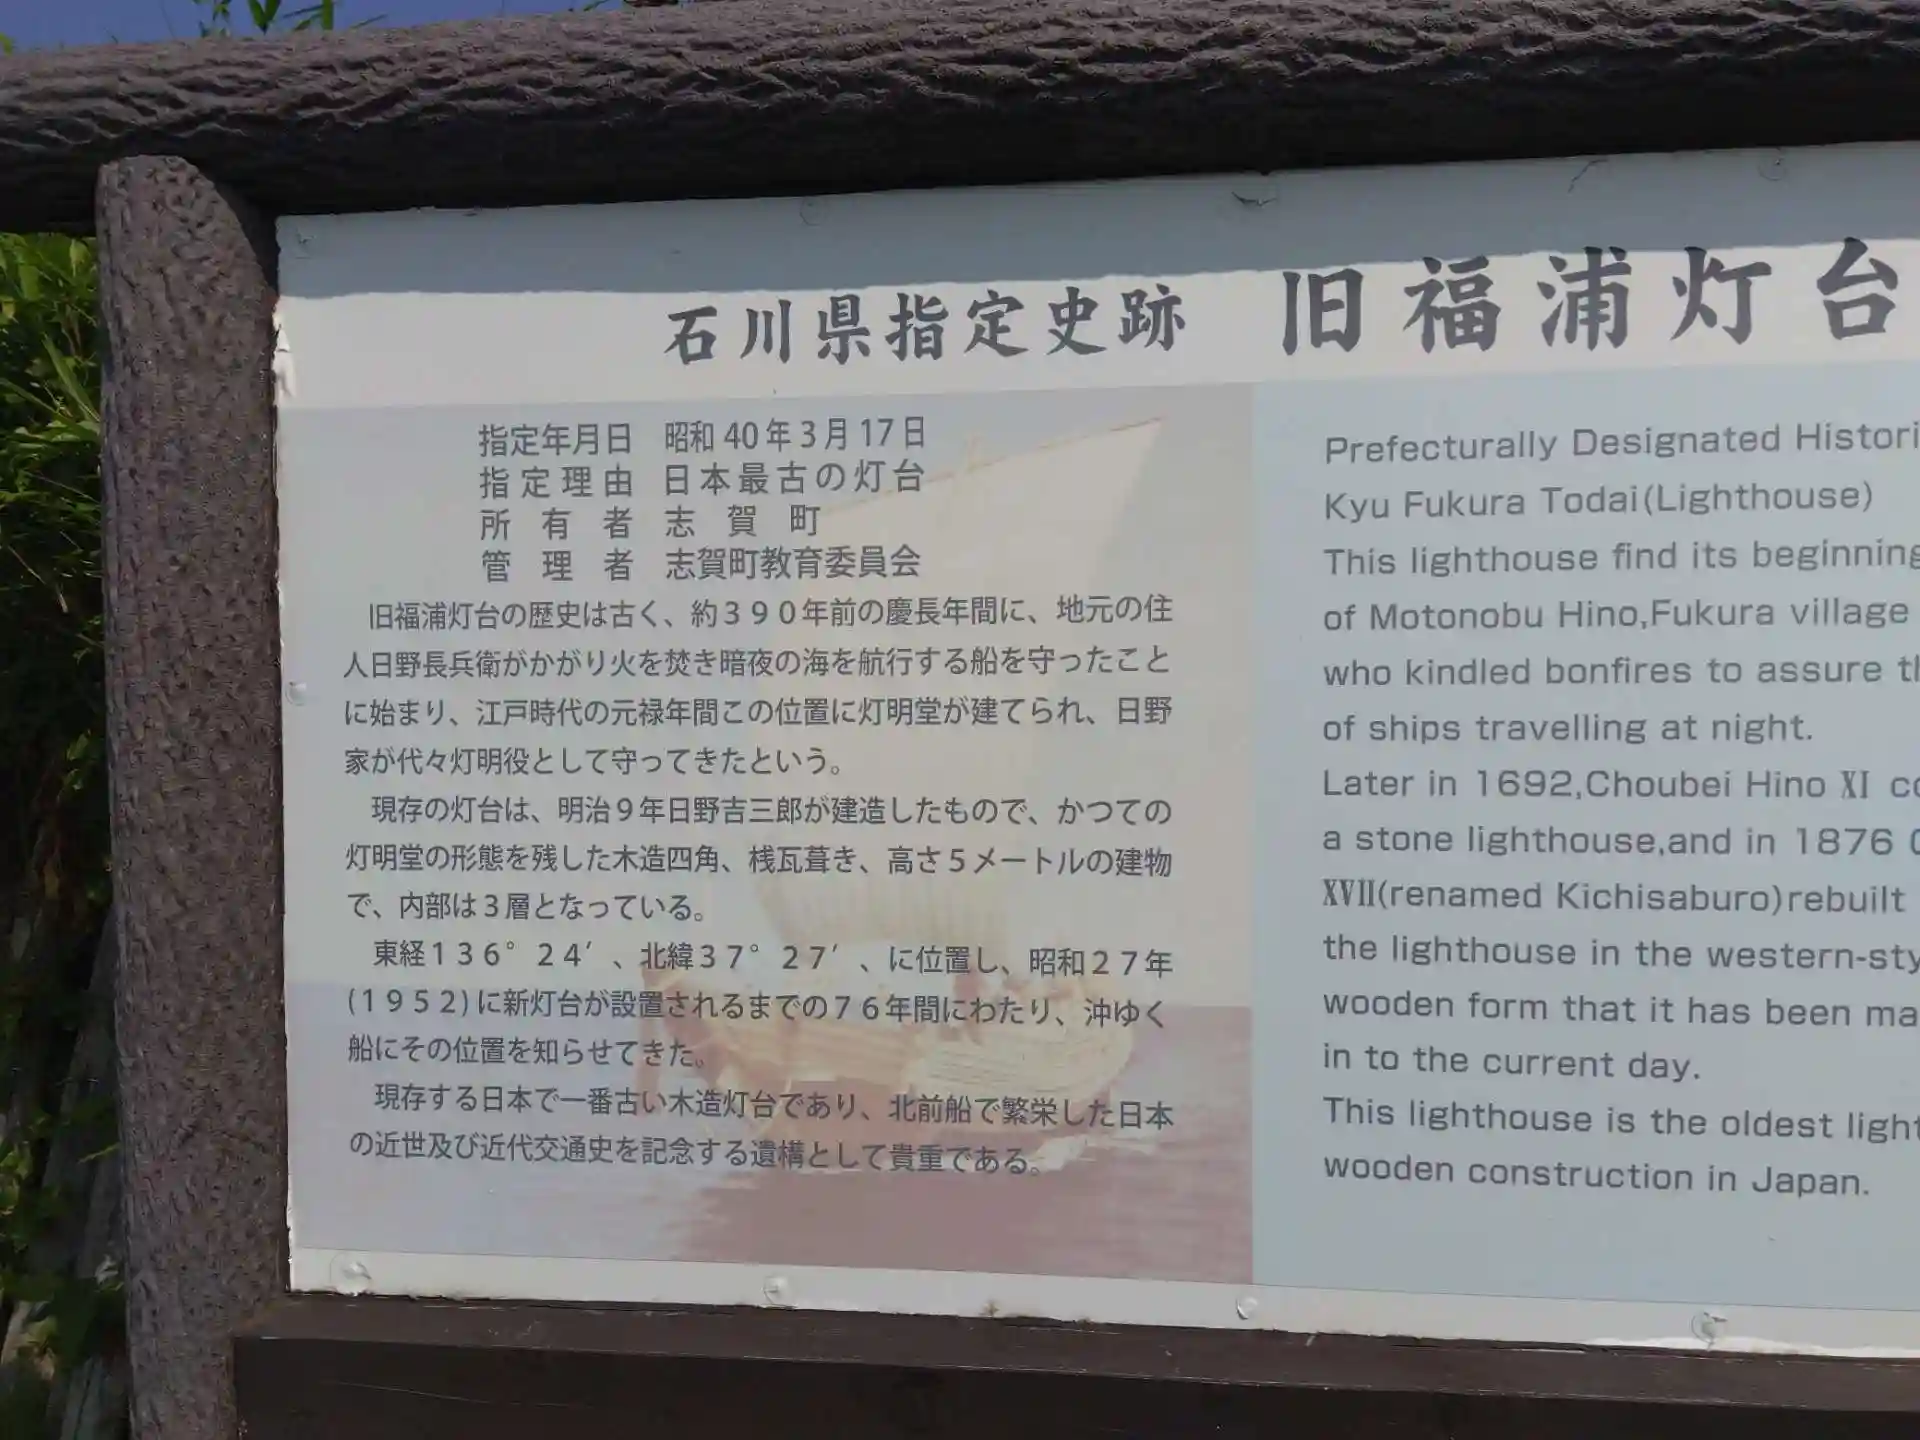 石川県指定史跡 旧福浦灯台
指定年月日 昭和40年3月17日
指定理由 日本最古の灯台
所有者 志賀町
管理者 志賀町教育委員会
旧福浦灯台の歴史は古く、約390年前の慶長年間に、地元の住
人日野長兵衛がかがり火を焚き暗夜の海を航行する船を守ったこと
に始まり、江戸時代の元禄年間この位置に灯明堂が建てられ、日野
家が代々灯明役として守ってきたという。
現存の灯台は、明治9年日野吉三郎が建造したもので、かつての
灯明堂の形態を残した木造四角、桟瓦葺き、高さ5メートルの建物
で、内部は3層となっている。
東経136°24′、北緯37°27′、に位置し、昭和27年
(1952)に新灯台が設置されるまでの76年間にわたり、沖ゆく
船にその位置を知らせてきた。
現存する日本で一番古い木造灯台であり、北前船で繁栄した日本
の近世及び近代交通史を記念する遺構として貴重である。
Prefecturally Designated Histori
Kyu Fukura Todai(Lighthouse)
This lighthouse find its beginning
of Motonobu Hino,Fukura village
who kindled bonfires to assure th
of ships travelling at night.
Later in 1692,Choubei Hino XI co
a stone lighthouse,and in 1876
XVII(renamed Kichisaburo)rebuilt
the lighthouse in the western-sty
wooden form that it has been ma
in to the current day.
This lighthouse is the oldest light
wooden construction in Japan.